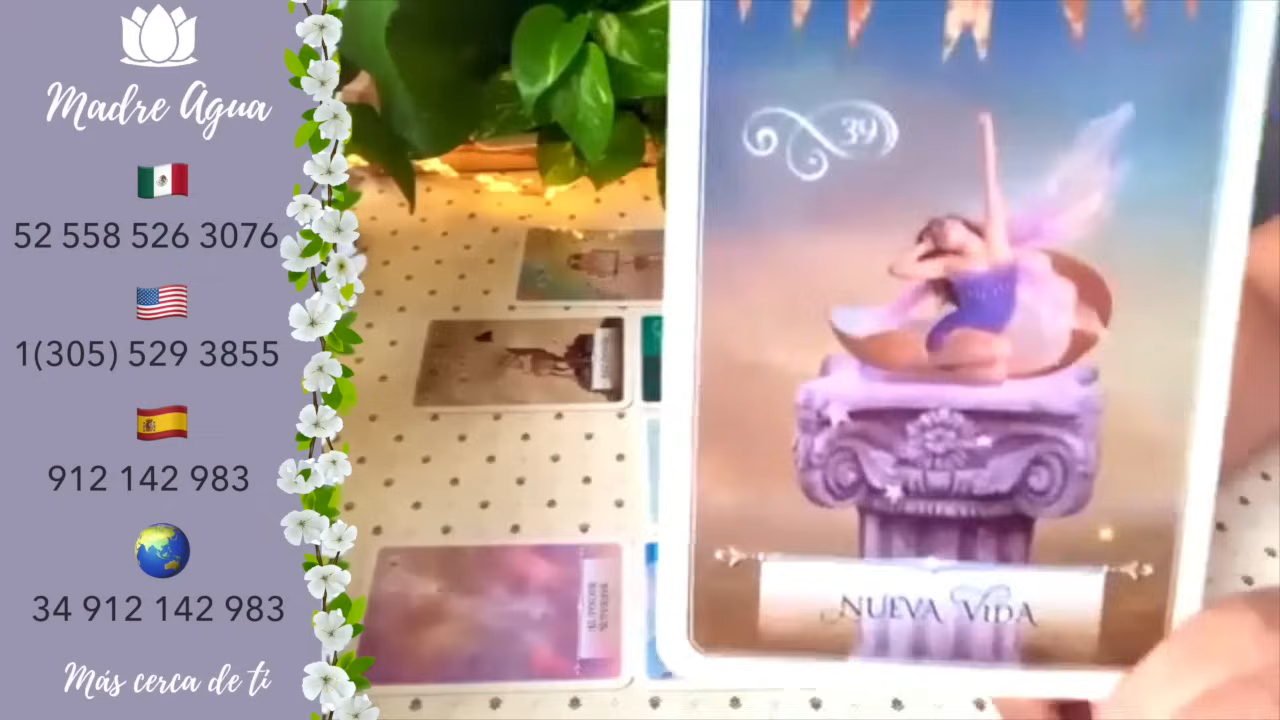 Madre Agua
52 558 526 3076
1(305) 529 3855
912 142 983
34 912 142 983
Más cerca de ti
39
NUEVA VIDA